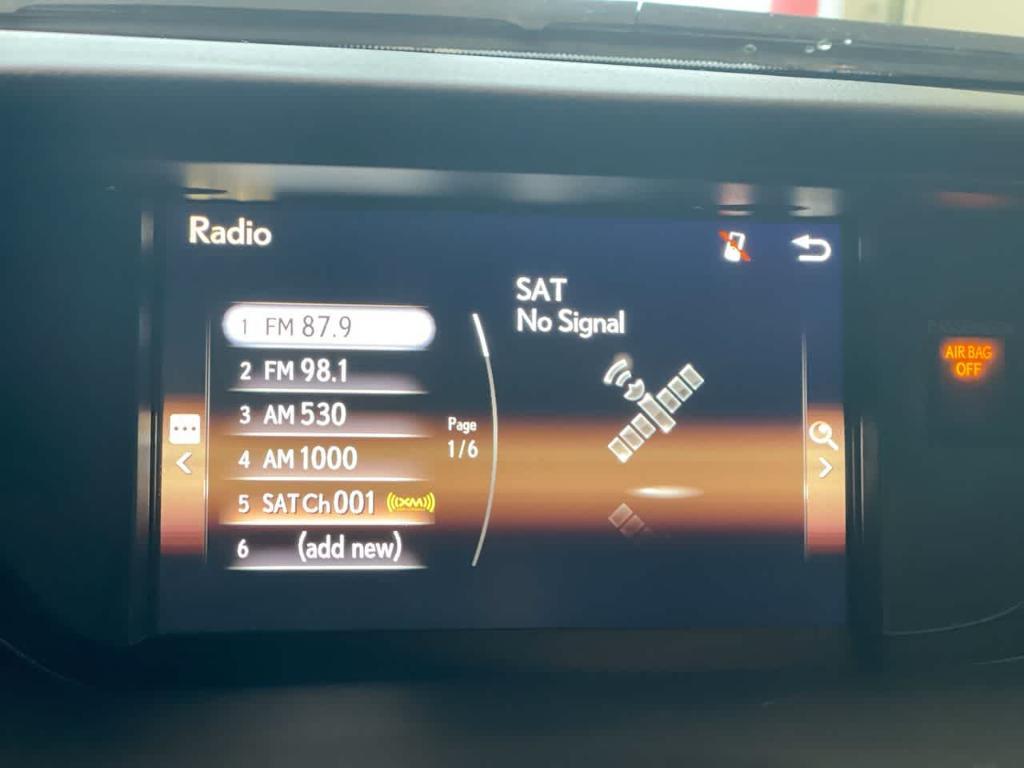 Radio
SAT
No Signal
1 FM 87.9
2 FM 98.1
3 AM 530
4 AM 1000
5 SAT Ch 001 ((XM))
6 (add new)
Page
1/6
AIR BAG
OFF